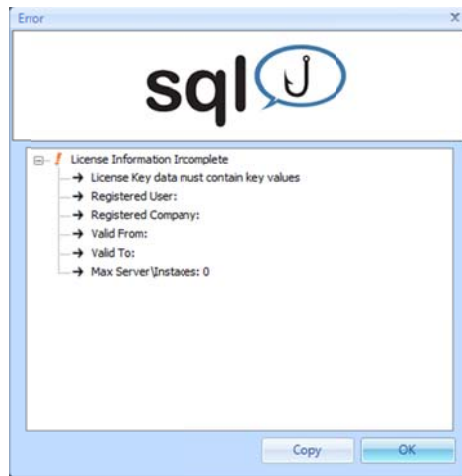 Error
sql
License Information Incomplete
License Key data must contain key values
Registered User:
Registered Company:
Valid From:
Valid To:
Max Server\Instaxes: 0
Copy
OK